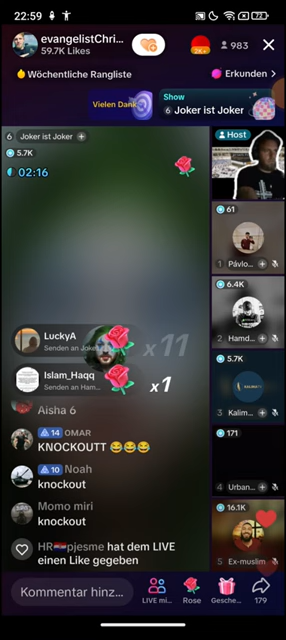 22:59
72
evangelistChri...
59.7K Likes
983
Wöchentliche Rangliste
Erkunden >
Vielen Dank
Show
6 Joker ist Joker
6 Joker ist Joker +
5.7K
02:16
Host
61
1 Pávlo...
6.4K
2 Hamd...
5.7K
3 Kalim...
171
4 Urban...
16.1K
5 Ex-muslim
LuckyA
Senden an Joke
x11
Islam_Haqq
Senden an Ham...
x1
Aisha 6
14 OMAR
KNOCKOUTT 😂😂😂
10 Noah
knockout
Momo miri
knockout
HR🇭🇷pjesme hat dem LIVE
einen Like gegeben
Kommentar hinz...
LIVE mi...
Rose
Gesche...
179